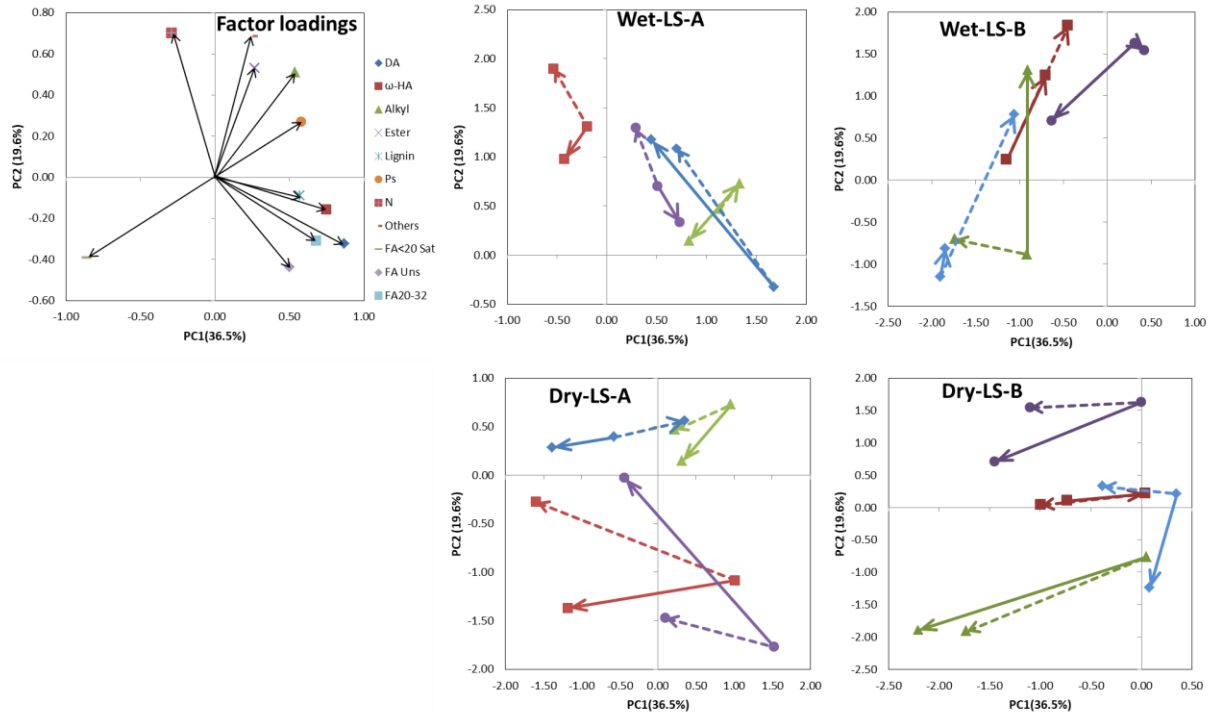 Factor loadings
0.80
0.60
0.40
0.20
0.00
-0.20
-0.40
-0.60
PC2 (19.6%)
-1.00 -0.50 0.00 0.50 1.00
PC1(36.5%)
DA
ω-HA
Alkyl
Ester
Lignin
Ps
N
Others
FA<20 Sat
FA Uns
FA20-32
Wet-LS-A
2.50
2.00
1.50
1.00
0.50
0.00
-0.50
PC2 (19.6%)
-1.00 0.00 1.00 2.00
PC1(36.5%)
Wet-LS-B
2.00
1.50
1.00
0.50
0.00
-0.50
-1.00
-1.50
PC2 (19.6%)
-2.50 -2.00 -1.50 -1.00 -0.50 0.00 0.50 1.00
PC1(36.5%)
Dry-LS-A
1.00
0.50
0.00
-0.50
-1.00
-1.50
-2.00
PC2 (19.6%)
-2.00 -1.50 -1.00 -0.50 0.00 0.50 1.00 1.50 2.00
PC1(36.5%)
Dry-LS-B
2.00
1.50
1.00
0.50
0.00
-0.50
-1.00
-1.50
-2.00
-2.50
PC2 (19.6%)
-2.50 -2.00 -1.50 -1.00 -0.50 0.00 0.50
PC1(36.5%)